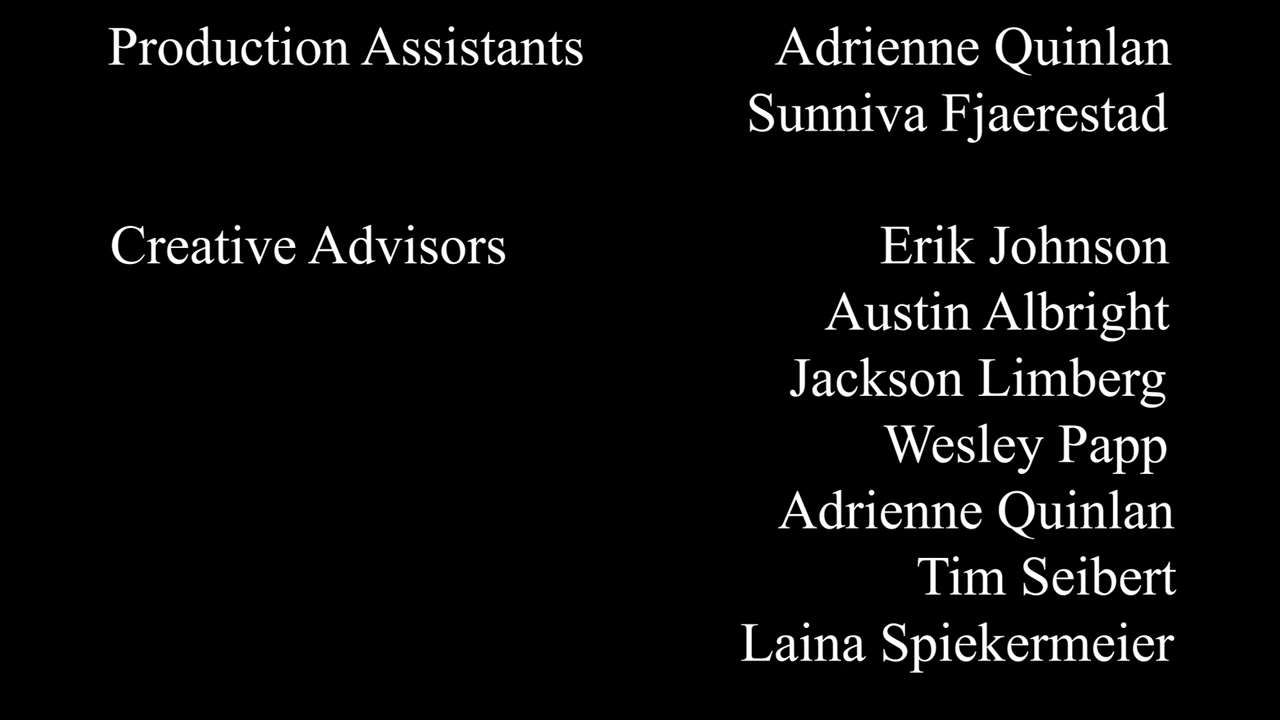 Production Assistants Adrienne Quinlan
Sunniva Fjaerestad
Creative Advisors Erik Johnson
Austin Albright
Jackson Limberg
Wesley Papp
Adrienne Quinlan
Tim Seibert
Laina Spiekermeier